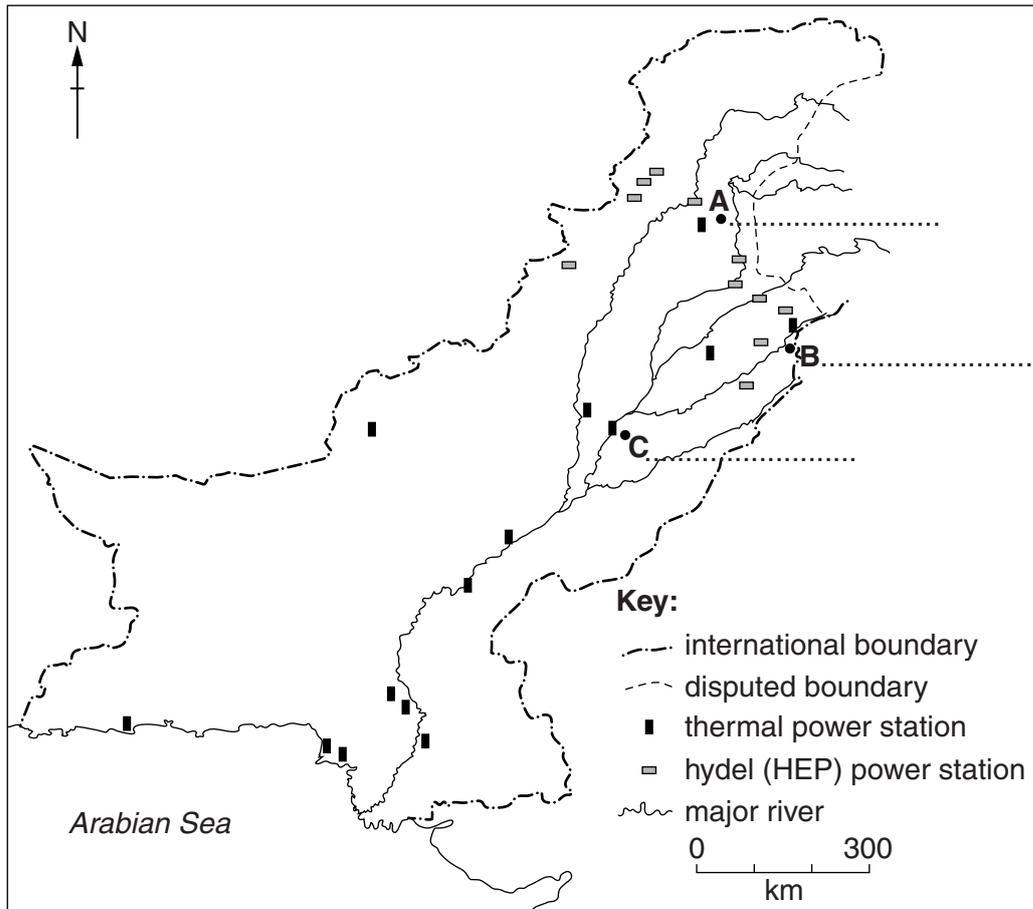 N
A
B
C
Key:
international boundary
disputed boundary
thermal power station
hydel (HEP) power station
major river
Arabian Sea
0 300
km